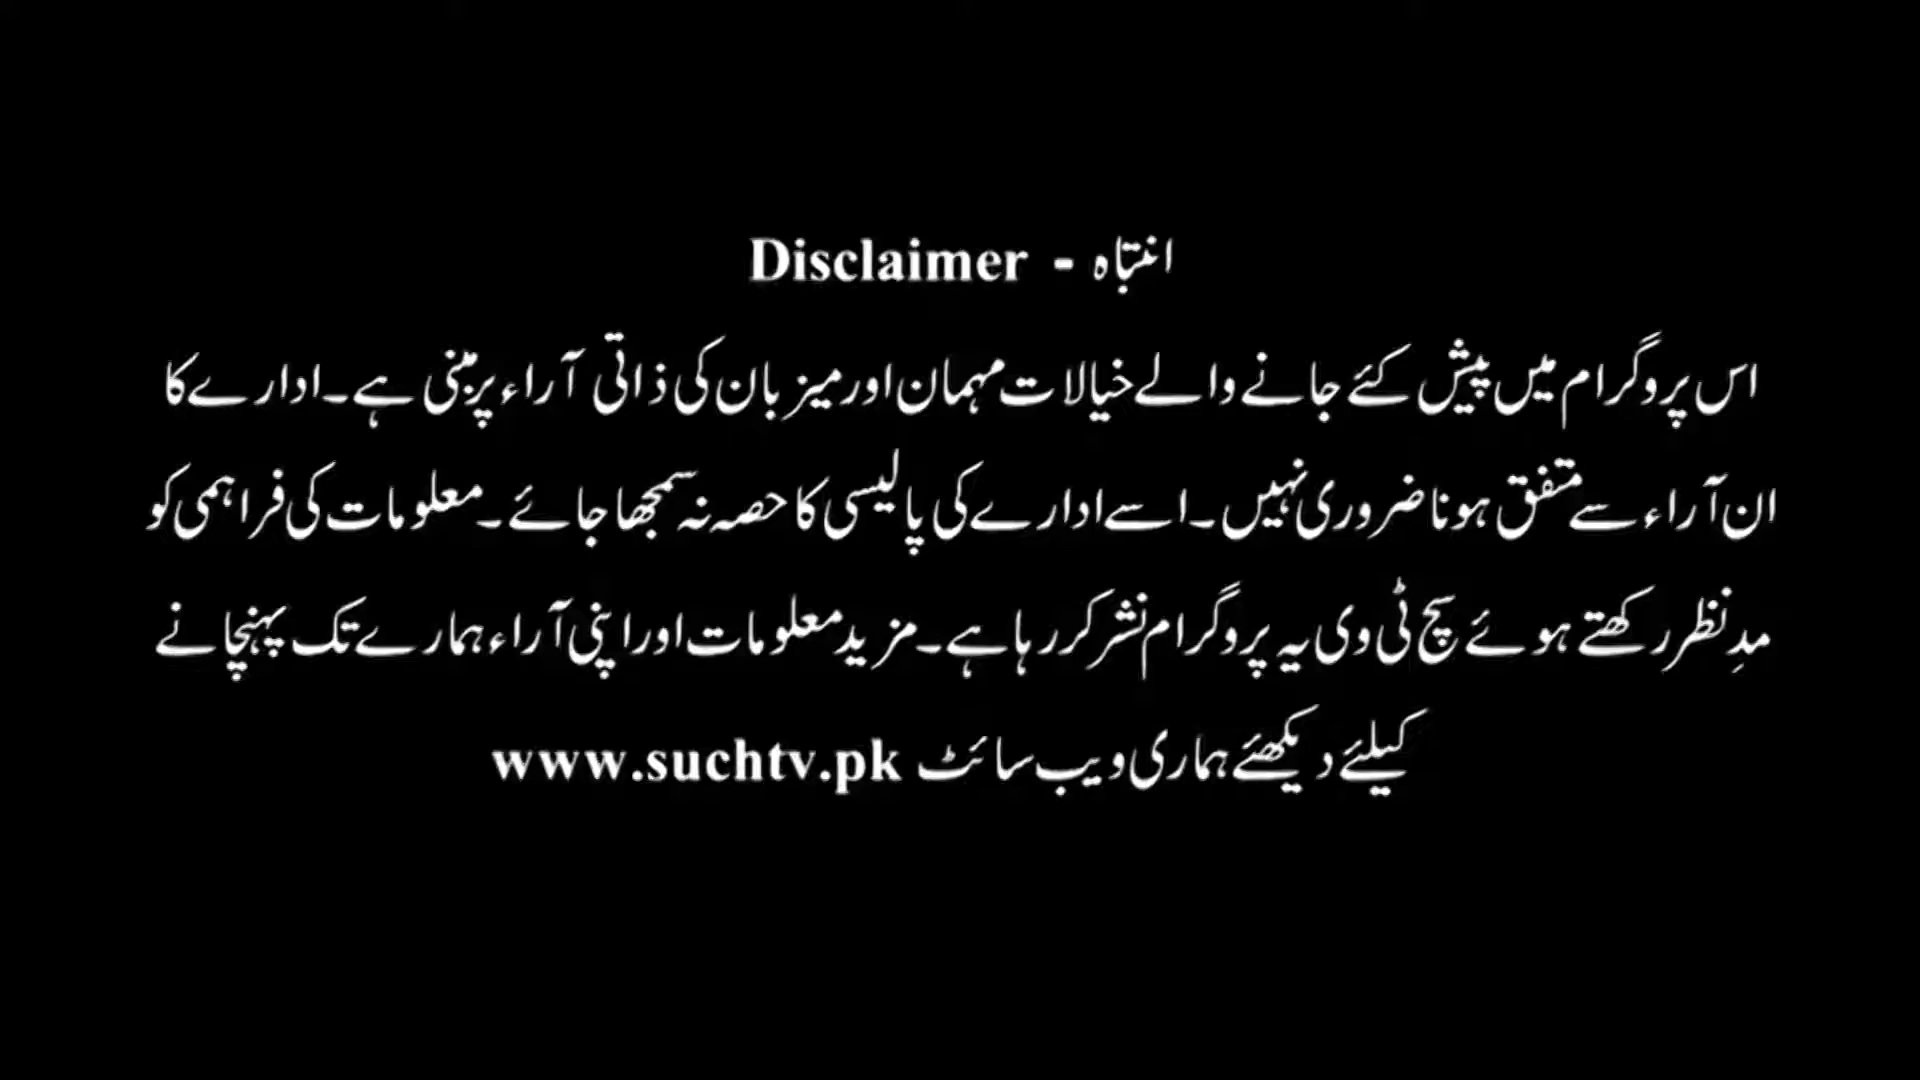 انتباہ - Disclaimer
اس پروگرام میں پیش کئے جانے والے خیالات مہمان اور میزبان کی ذاتی آراء پر مبنی ہے۔ ادارے کا
ان آراء سے متفق ہونا ضروری نہیں۔ اسے ادارے کی پالیسی کا حصہ نہ سمجھا جائے۔ معلومات کی فراہمی کو
مدِنظر رکھتے ہوئے سچ ٹی وی یہ پروگرام نشر کر رہا ہے۔ مزید معلومات اور اپنی آراء ہمارے تک پہنچانے
کیلئے دیکھئے ہماری ویب سائٹ www.suchtv.pk